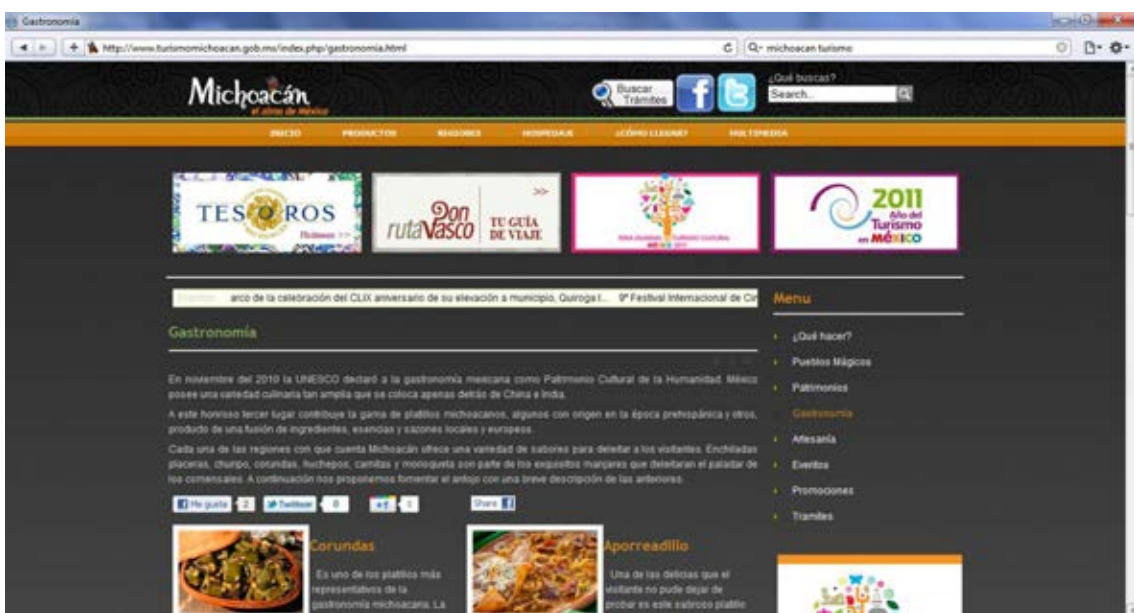 Gastronomía
http://www.turismomichoacan.gob.mx/index.php/gastronomia.html
michoacan turismo
Michoacán
el alma de México
Buscar
Trámites
¿Qué buscas?
Search...
INICIO PRODUCTOS REGIONES HOSPEDAJE ¿CÓMO LLEGAR? MULTIMEDIA
TESOROS
ruta Don Vasco
TU GUÍA
DE VIAJE
>>
2011
Año del
Turismo
en MÉXICO
arco de la celebración del CLIX aniversario de su elevación a municipio, Quiroga I... 9º Festival Internacional de Cin
Menu
Gastronomía
En noviembre del 2010 la UNESCO declaró a la gastronomía mexicana como Patrimonio Cultural de la Humanidad. México
posee una variedad culinaria tan amplia que se coloca apenas detrás de China e India.
A este honroso tercer lugar contribuye la gama de platillos michoacanos, algunos con origen en la época prehispánica y otros,
producto de una fusión de ingredientes, esencias y sazones locales y europeos.
Cada una de las regiones con que cuenta Michoacán ofrece una variedad de sabores para deleitar a los visitantes. Enchiladas
placeras, churipo, corundas, huchepos, carnitas y morisqueta son parte de los exquisitos manjares que deleitaran el paladar de
los comensales. A continuación nos proponemos fomentar el antojo con una breve descripción de las anteriores.
Me gusta 2 Twittear 0 +1 Share
¿Qué hacer?
Pueblos Mágicos
Patrimonios
Gastronomía
Artesanía
Eventos
Promociones
Tramites
Corundas
Es uno de los platillos más
representativos de la
gastronomía michoacana. La
Aporreadillo
Una de las delicias que el
visitante no pude dejar de
probar es este sabroso platillo